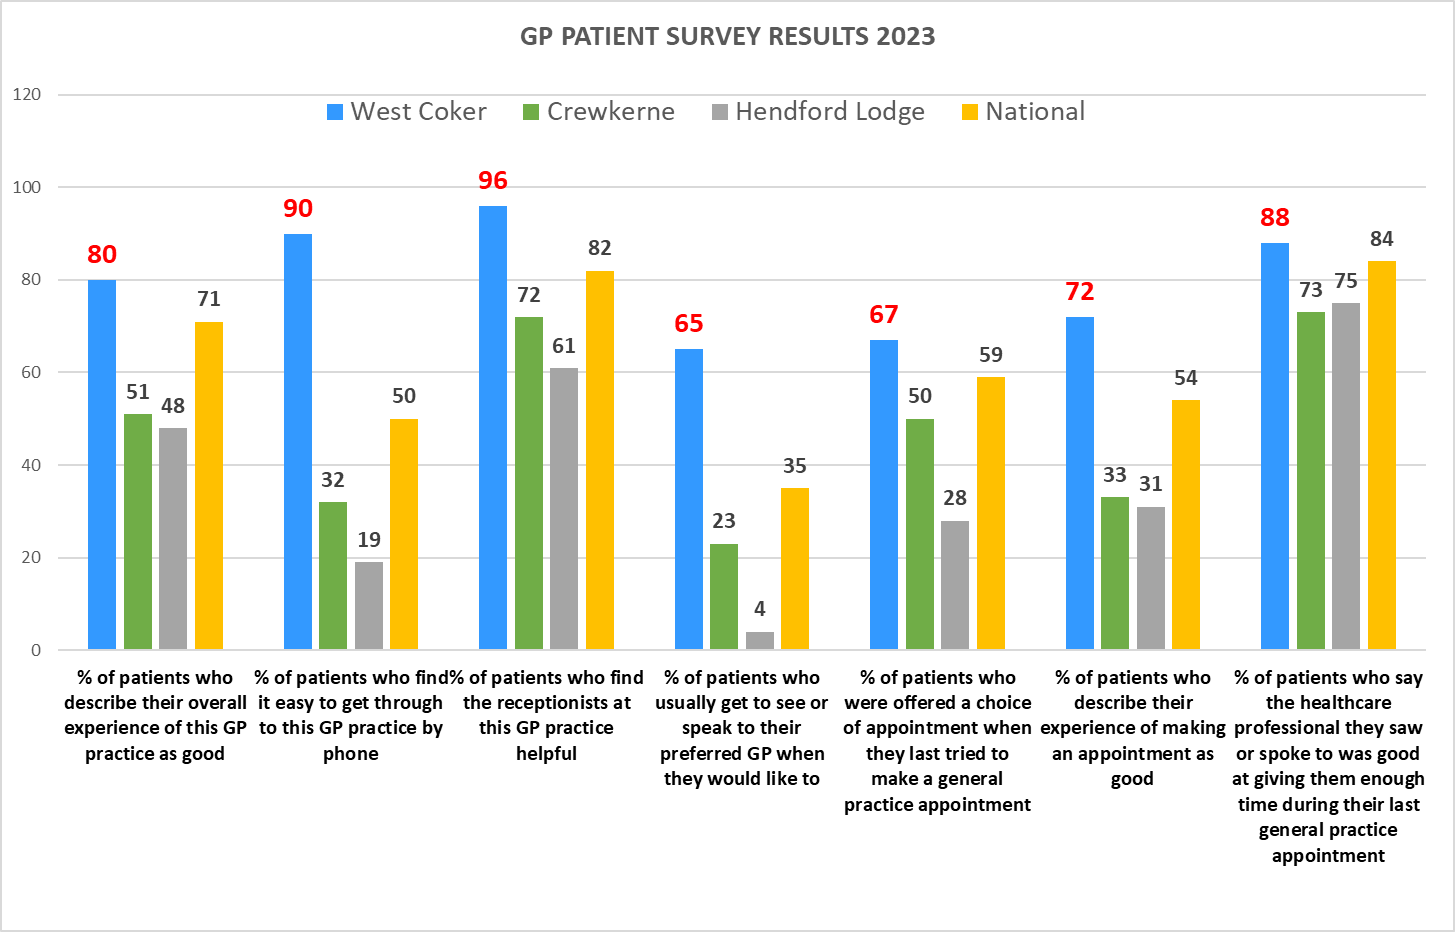 GP PATIENT SURVEY RESULTS 2023
West Coker Crewkerne Hendford Lodge National
120
100
80
60
40
20
0
80 51 48 71
90 32 19 50
96 72 61 82
65 23 4 35
67 50 28 59
72 33 31 54
88 73 75 84
% of patients who
describe their overall
experience of this GP
practice as good
% of patients who find
it easy to get through
to this GP practice by
phone
% of patients who find
the receptionists at
this GP practice
helpful
% of patients who
usually get to see or
speak to their
preferred GP when
they would like to
% of patients who
were offered a choice
of appointment when
they last tried to
make a general
practice appointment
% of patients who
describe their
experience of making
an appointment as
good
% of patients who say
the healthcare
professional they saw
or spoke to was good
at giving them enough
time during their last
general practice
appointment